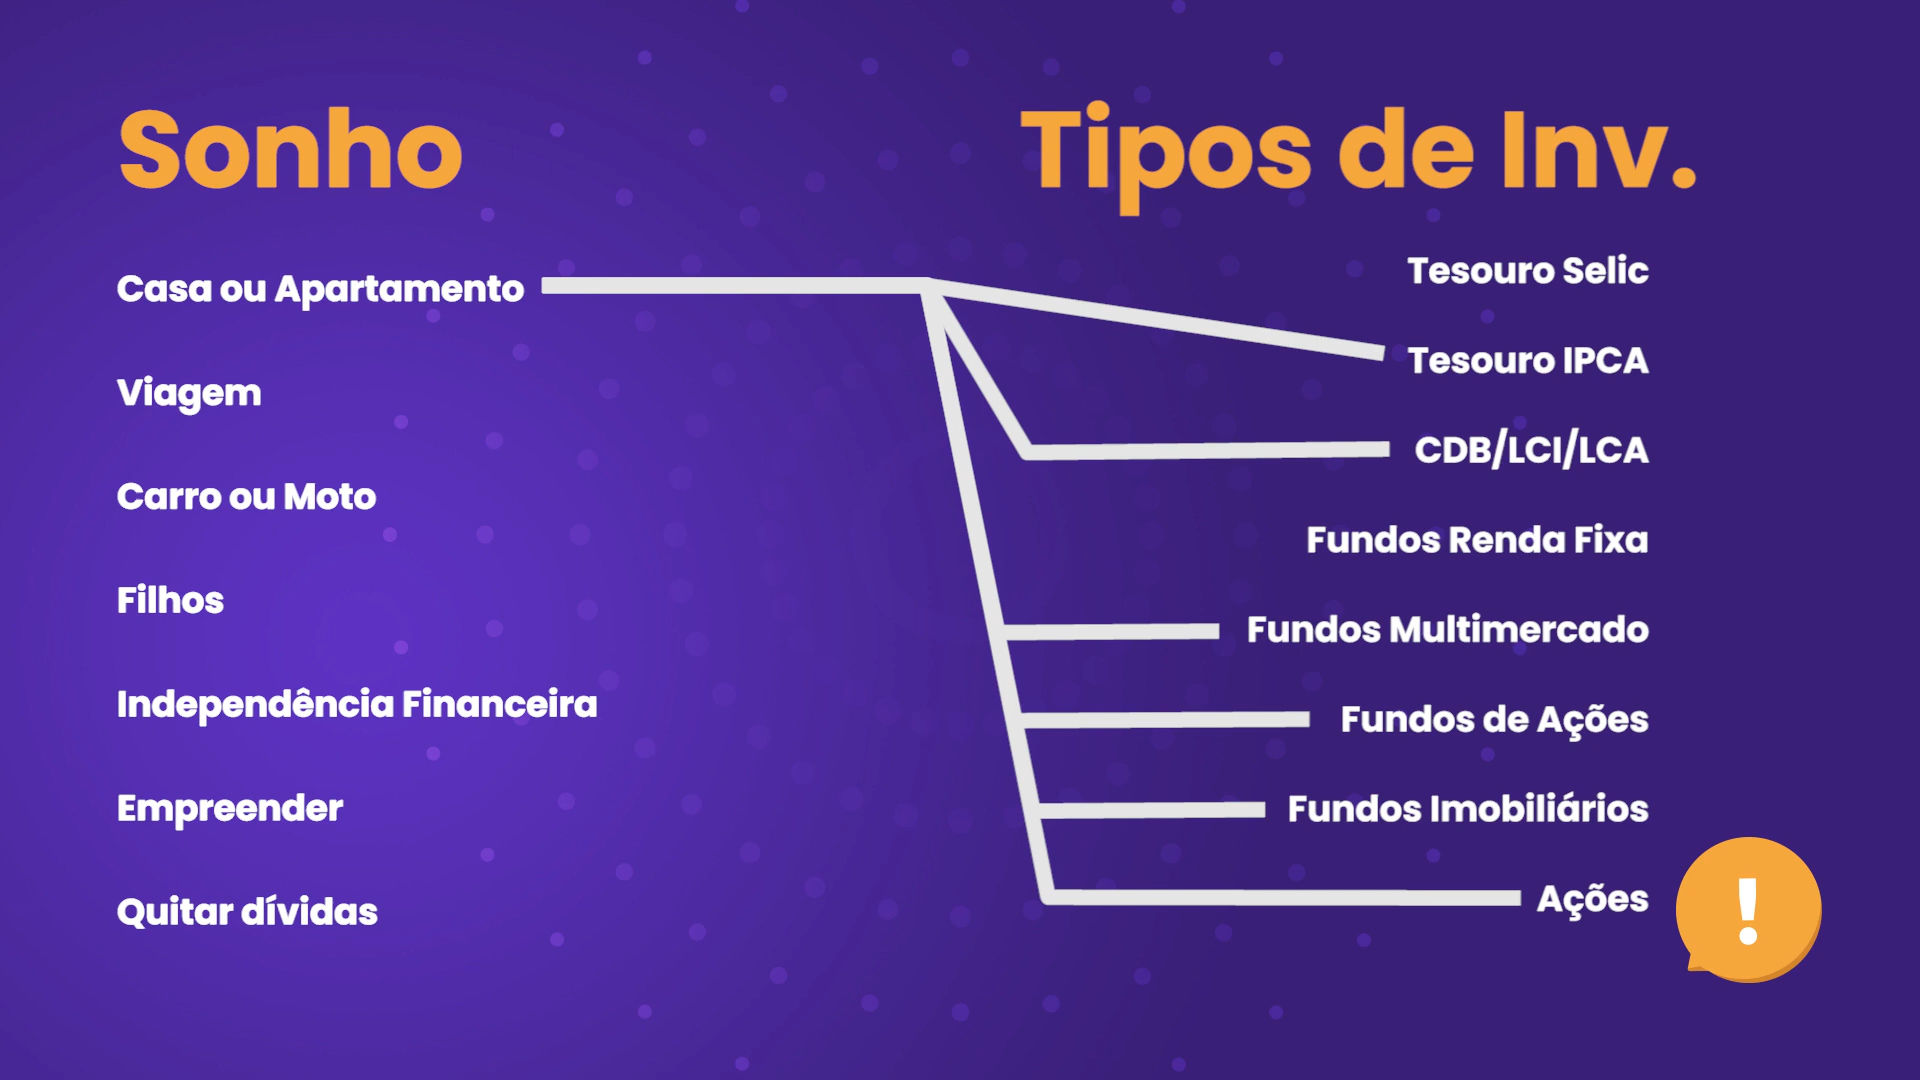 Sonho
Casa ou Apartamento
Viagem
Carro ou Moto
Filhos
Independência Financeira
Empreender
Quitar dívidas
Tipos de Inv.
Tesouro Selic
Tesouro IPCA
CDB/LCI/LCA
Fundos Renda Fixa
Fundos Multimercado
Fundos de Ações
Fundos Imobiliários
Ações
!